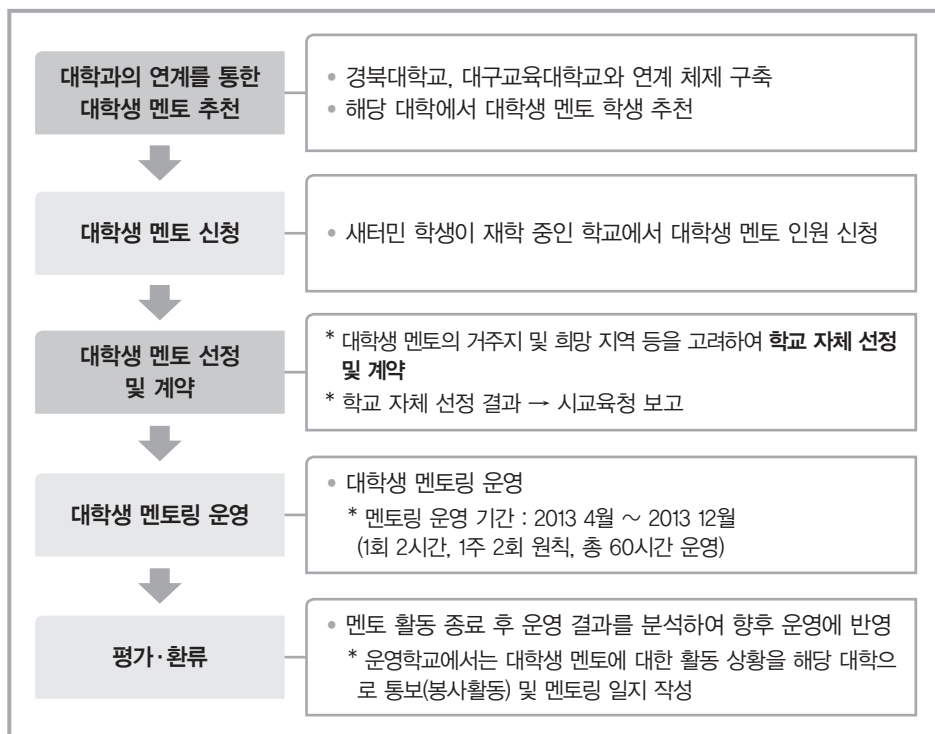 대학과의 연계를 통한
대학생 멘토 추천
• 경북대학교, 대구교육대학교와 연계 체제 구축
• 해당 대학에서 대학생 멘토 학생 추천
대학생 멘토 신청
• 새터민 학생이 재학 중인 학교에서 대학생 멘토 인원 신청
대학생 멘토 선정
및 계약
* 대학생 멘토의 거주지 및 희망 지역 등을 고려하여 학교 자체 선정
및 계약
* 학교 자체 선정 결과 → 시교육청 보고
대학생 멘토링 운영
• 대학생 멘토링 운영
* 멘토링 운영 기간 : 2013 4월 ~ 2013 12월
(1회 2시간, 1주 2회 원칙, 총 60시간 운영)
평가·환류
• 멘토 활동 종료 후 운영 결과를 분석하여 향후 운영에 반영
* 운영학교에서는 대학생 멘토에 대한 활동 상황을 해당 대학으
로 통보(봉사활동) 및 멘토링 일지 작성